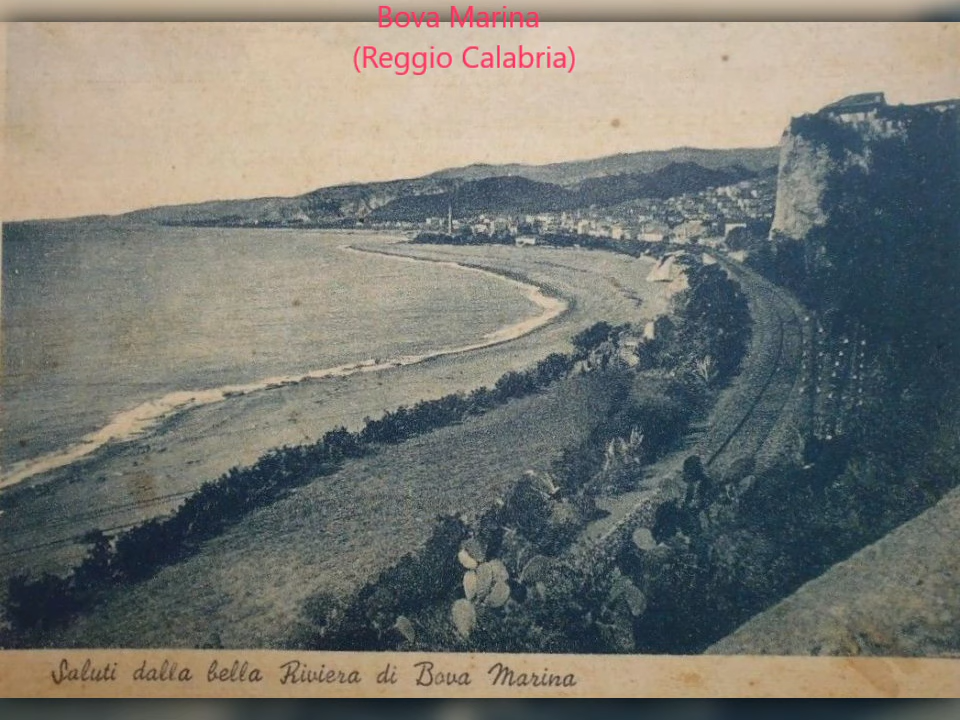 Bova Marina
(Reggio Calabria)
Saluti dalla bella Riviera di Bova Marina